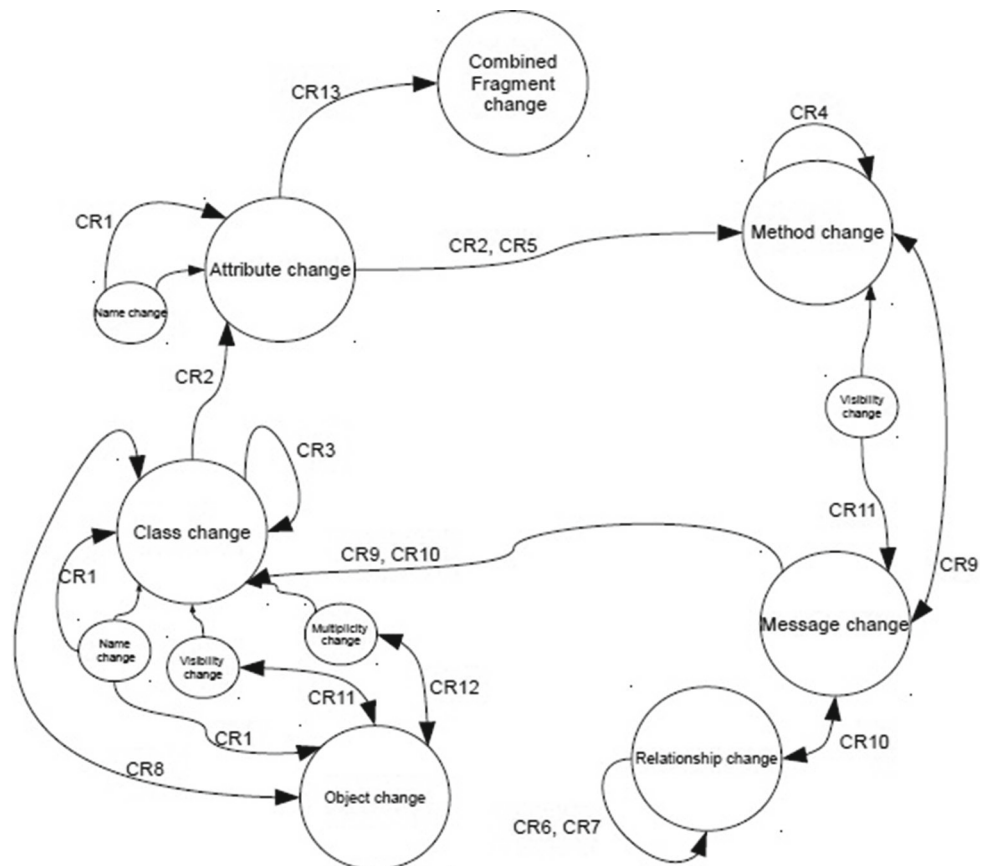 Combined
Fragment
change
CR13
CR4
CR1
Method change
CR2, CR5
Attribute change
Name change
CR2
Visibility
change
CR3
CR11
Class change
CR9, CR10
CR9
CR1
Multiplicity
change
Message change
Name
change
Visibility
change
CR12
CR11
CR1
CR10
Relationship change
CR8
Object change
CR6, CR7